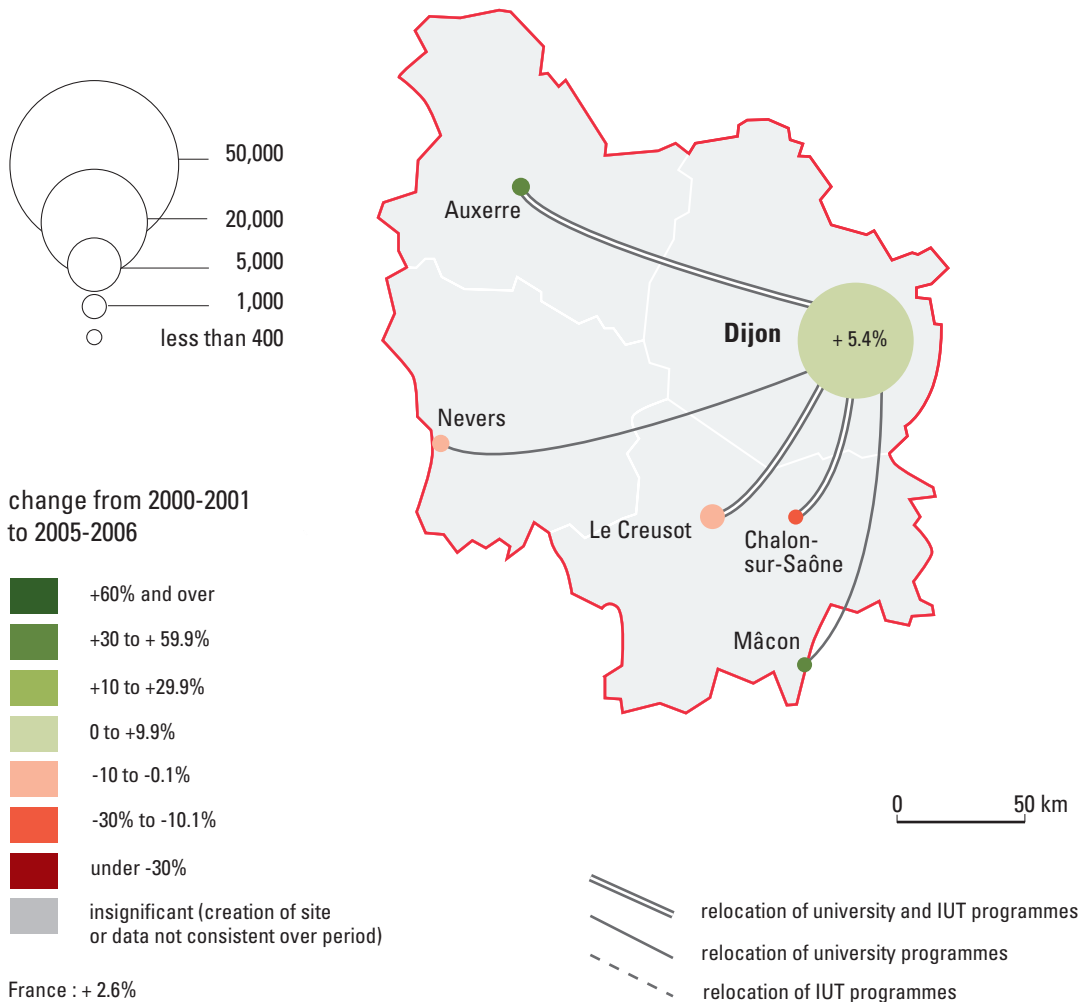 50,000
20,000
5,000
1,000
less than 400
Auxerre
Dijon
+ 5.4%
Nevers
Le Creusot
Chalon-
sur-Saône
Mâcon
change from 2000-2001
to 2005-2006
+60% and over
+30 to + 59.9%
+10 to +29.9%
0 to +9.9%
-10 to -0.1%
-30% to -10.1%
under -30%
insignificant (creation of site
or data not consistent over period)
France : + 2.6%
0 50 km
relocation of university and IUT programmes
relocation of university programmes
relocation of IUT programmes